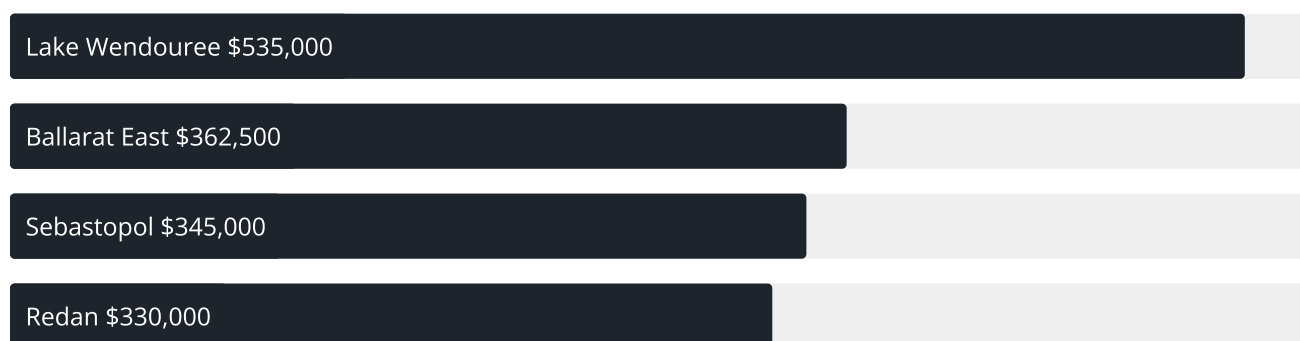 Lake Wendouree $535,000
Ballarat East $362,500
Sebastopol $345,000
Redan $330,000